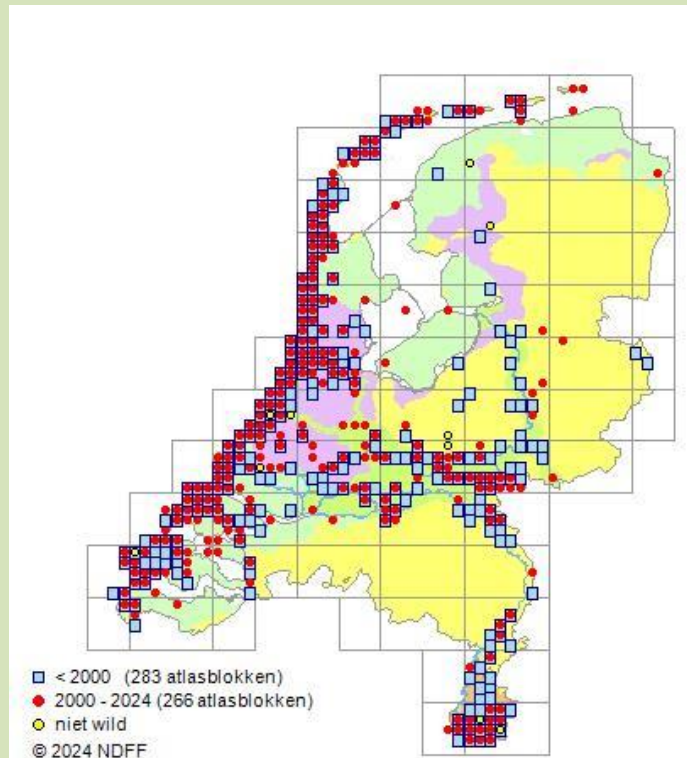 < 2000 (283 atlasblokken)
2000 - 2024 (266 atlasblokken)
niet wild
© 2024 NDFF